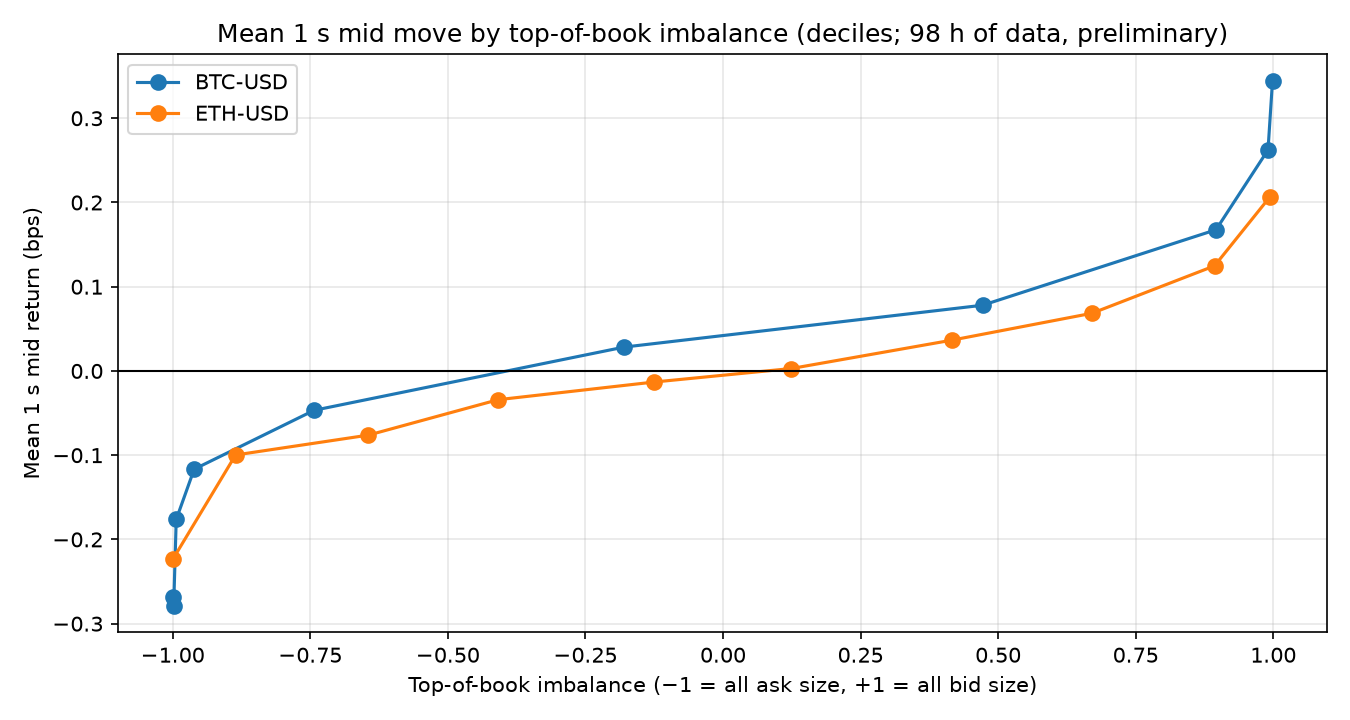 Mean 1 s mid move by top-of-book imbalance (deciles; 98 h of data, preliminary)
BTC-USD
ETH-USD
Mean 1 s mid return (bps)
0.3
0.2
0.1
0.0
−0.1
−0.2
−0.3
−1.00 −0.75 −0.50 −0.25 0.00 0.25 0.50 0.75 1.00
Top-of-book imbalance (−1 = all ask size, +1 = all bid size)